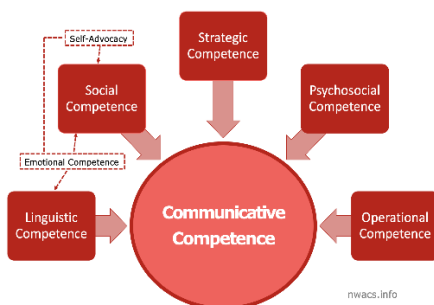 Self-Advocacy
Strategic
Competence
Social
Competence
Psychosocial
Competence
Emotional Competence
Linguistic
Competence
Communicative
Competence
Operational
Competence
nwacs.info